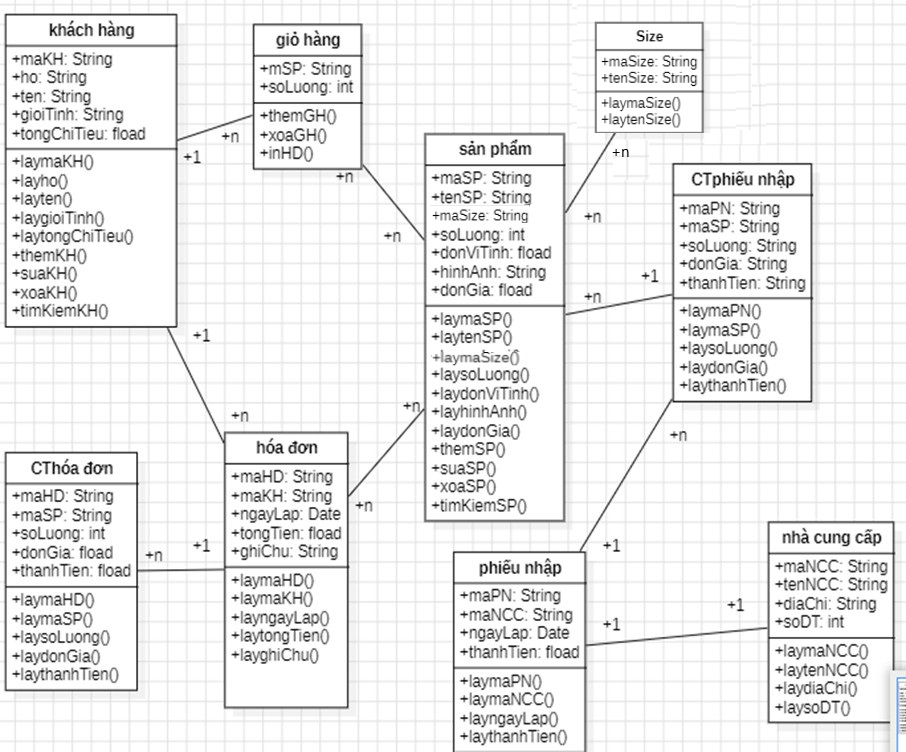 khách hàng
+maKH: String
+ho: String
+ten: String
+gioiTinh: String
+tongChiTieu: fload
+laymaKH()
+layho()
+layten()
+laygioiTinh()
+laytongChiTieu()
+themKH()
+suaKH()
+xoaKH()
+timKiemKH()
+n
+1
giỏ hàng
+mSP: String
+soLuong: int
+themGH()
+xoaGH()
+inHD()
+n
+n
Size
+maSize: String
+tenSize: String
+laymaSize()
+laytenSize()
+n
+n
sản phẩm
+maSP: String
+tenSP: String
+maSize: String
+soLuong: int
+donViTinh: fload
+hinhAnh: String
+donGia: fload
+laymaSP()
+laytenSP()
+laymaSize()
+laysoLuong()
+laydonViTinh()
+layhinhAnh()
+laydonGia()
+themSP()
+suaSP()
+xoaSP()
+timKiemSP()
+1
+n
CTphiếu nhập
+maPN: String
+maSP: String
+soLuong: String
+donGia: String
+thanhTien: String
+laymaPN()
+laymaSP()
+laysoLuong()
+laydonGia()
+laythanhTien()
+n
+1
+1
+n
+n
+n
CThóa đơn
+maHD: String
+maSP: String
+soLuong: int
+donGia: fload
+thanhTien: fload
+laymaHD()
+laymaSP()
+laysoLuong()
+laydonGia()
+laythanhTien()
+n
+1
hóa đơn
+maHD: String
+maKH: String
+ngayLap: Date
+tongTien: fload
+ghiChu: String
+laymaHD()
+laymaKH()
+layngayLap()
+laytongTien()
+layghiChu()
phiếu nhập
+maPN: String
+maNCC: String
+ngayLap: Date
+thanhTien: fload
+laymaPN()
+laymaNCC()
+layngayLap()
+laythanhTien()
+1
+1
nhà cung cấp
+maNCC: String
+tenNCC: String
+diaChi: String
+soDT: int
+laymaNCC()
+laytenNCC()
+laydiaChi()
+laysoDT()